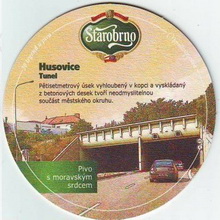 Starobrno
Husovice
Tunel
Pětisetmetrový úsek vyhloubený v kopci a vyskládaný
z betonových desek tvoří neodmyslitelnou
součást městského okruhu.
Pivo
s moravským
srdcem